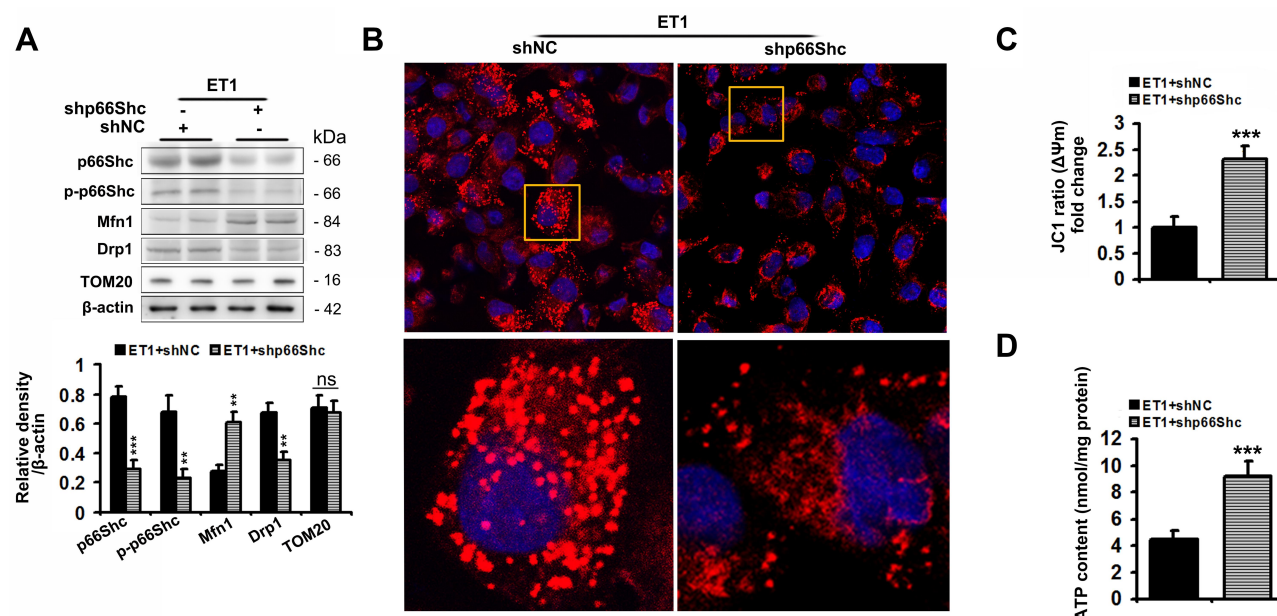 A
ET1
shp66Shc - +
shNC + -
kDa
p66Shc - 66
p-p66Shc - 66
Mfn1 - 84
Drp1 - 83
TOM20 - 16
β-actin - 42
ET1+shNC ET1+shp66Shc
Relative density
/β-actin
1
0.8
0.6
0.4
0.2
0
***
**
**
**
ns
p66Shc
p-p66Shc
Mfn1
Drp1
TOM20
B
ET1
shNC shp66Shc
C
ET1+shNC
ET1+shp66Shc
JC1 ratio (ΔΨm)
fold change
3
2.5
2
1.5
1
0.5
0
***
D
ET1+shNC
ET1+shp66Shc
ATP content (nmol/mg protein)
12
10
8
6
4
2
0
***